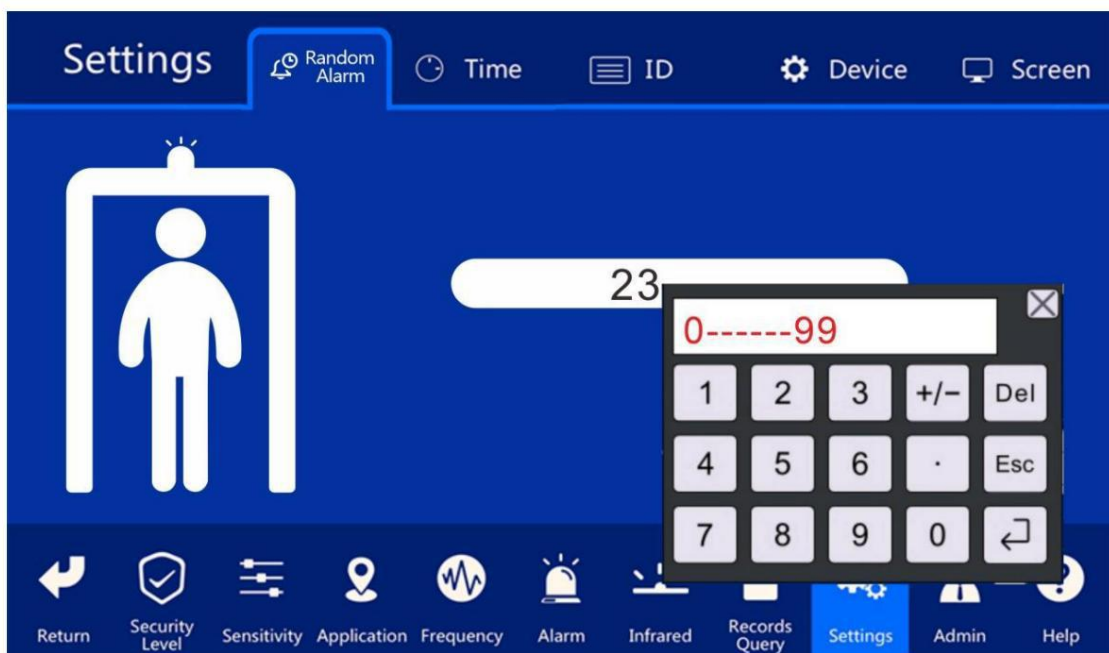 Settings
Random
Alarm
Time
ID
Device
Screen
23
0------99
1 2 3 +/− Del
4 5 6 · Esc
7 8 9 0
Return
Security
Level
Sensitivity
Application
Frequency
Alarm
Infrared
Records
Query
Settings
Admin
Help